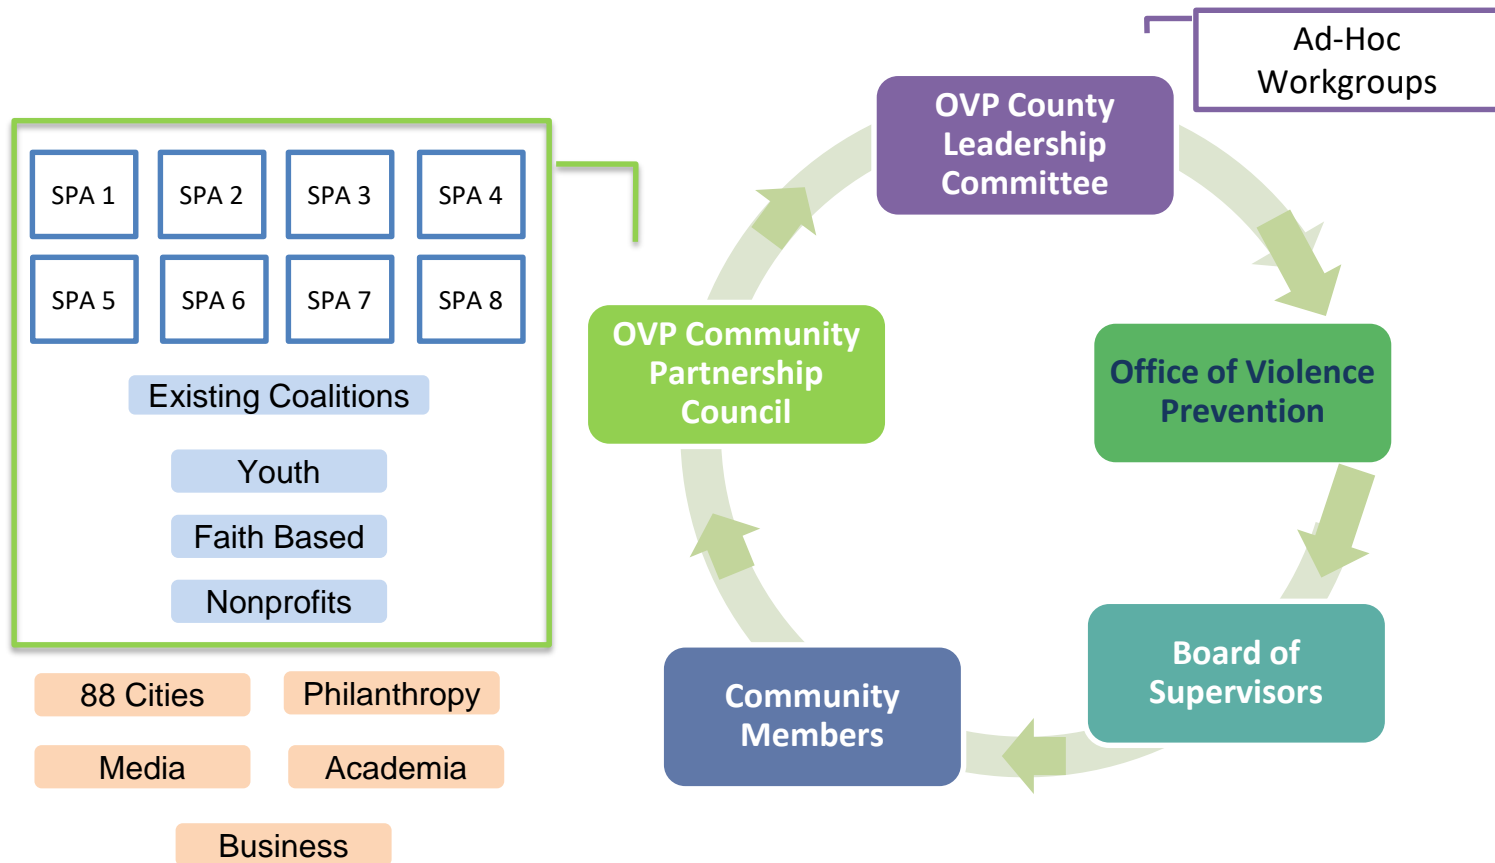 Ad-Hoc
Workgroups
OVP County
Leadership
Committee
SPA 1
SPA 2
SPA 3
SPA 4
SPA 5
SPA 6
SPA 7
SPA 8
OVP Community
Partnership
Council
Office of Violence
Prevention
Existing Coalitions
Youth
Faith Based
Nonprofits
Board of
Supervisors
Community
Members
88 Cities
Philanthropy
Media
Academia
Business